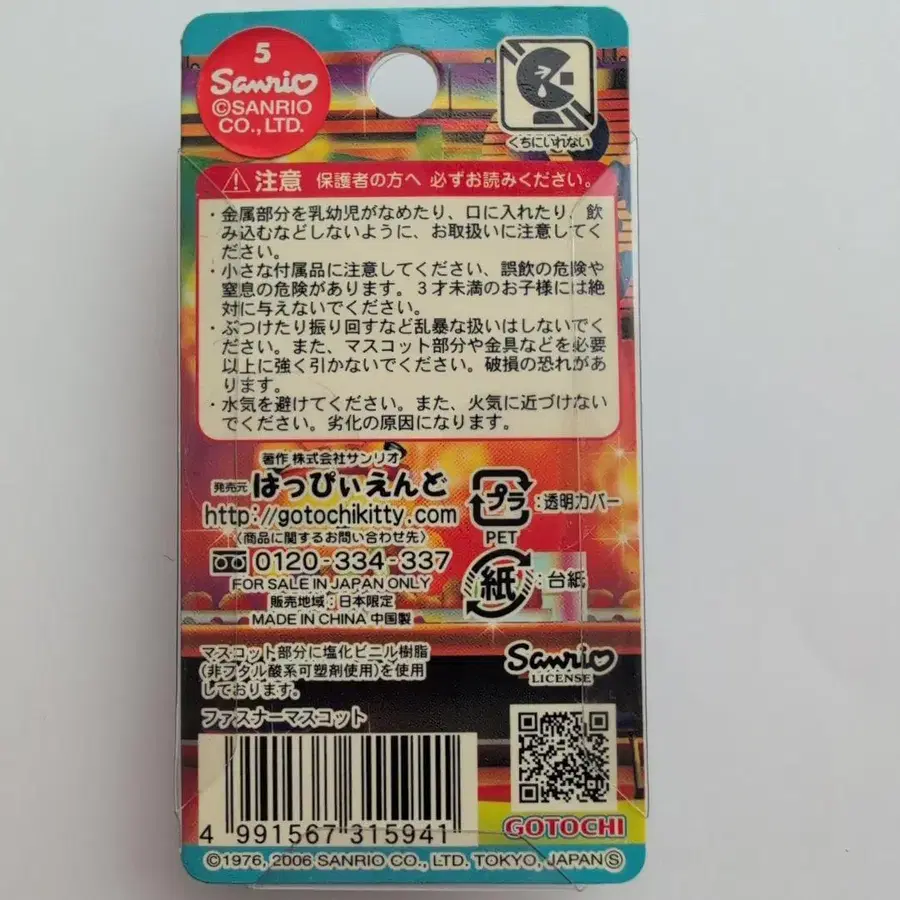 5
Sanrio
©SANRIO
CO., LTD.
くちにいれない
注意 保護者の方へ 必ずお読みください。
・金属部分を乳幼児がなめたり、口に入れたり、飲
み込むなどしないように、お取扱いに注意してく
ださい。
・小さな付属品に注意してください、誤飲の危険や
窒息の危険があります。3才未満のお子様には絶
対に与えないでください。
・ぶつけたり振り回すなど乱暴な扱いはしないでく
ださい。また、マスコット部分や金具などを必要
以上に強く引かないでください。破損の恐れがあ
ります。
・水気を避けてください。また、火気に近づけない
でください。劣化の原因になります。
著作 株式会社サンリオ
発売元 はっぴぃえんど
http://gotochikitty.com
〈商品に関するお問い合わせ先〉
0120-334-337
FOR SALE IN JAPAN ONLY
販売地域：日本限定
MADE IN CHINA 中国製
プラ：透明カバー
PET
紙：台紙
マスコット部分に塩化ビニル樹脂
(非フタル酸系可塑剤使用)を使用
しております。
ファスナーマスコット
Sanrio
LICENSE
4 991567 315941
GOTOCHI
©1976, 2006 SANRIO CO., LTD. TOKYO, JAPAN Ⓢ